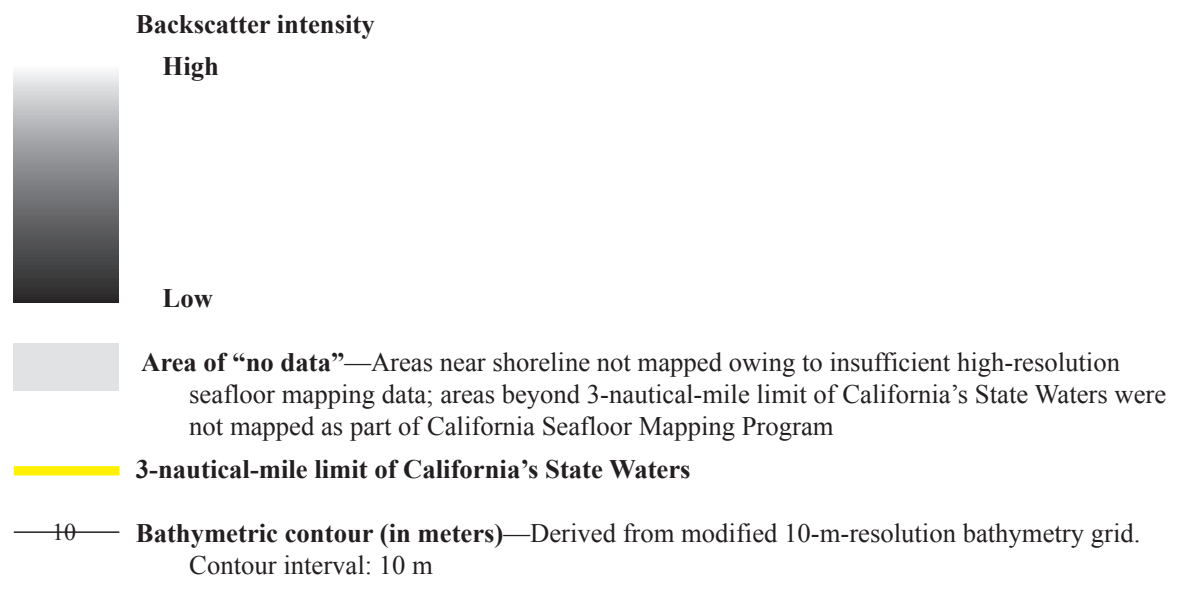 Backscatter intensity
High
Low
Area of “no data”—Areas near shoreline not mapped owing to insufficient high-resolution
seafloor mapping data; areas beyond 3-nautical-mile limit of California’s State Waters were
not mapped as part of California Seafloor Mapping Program
3-nautical-mile limit of California’s State Waters
10 Bathymetric contour (in meters)—Derived from modified 10-m-resolution bathymetry grid.
Contour interval: 10 m